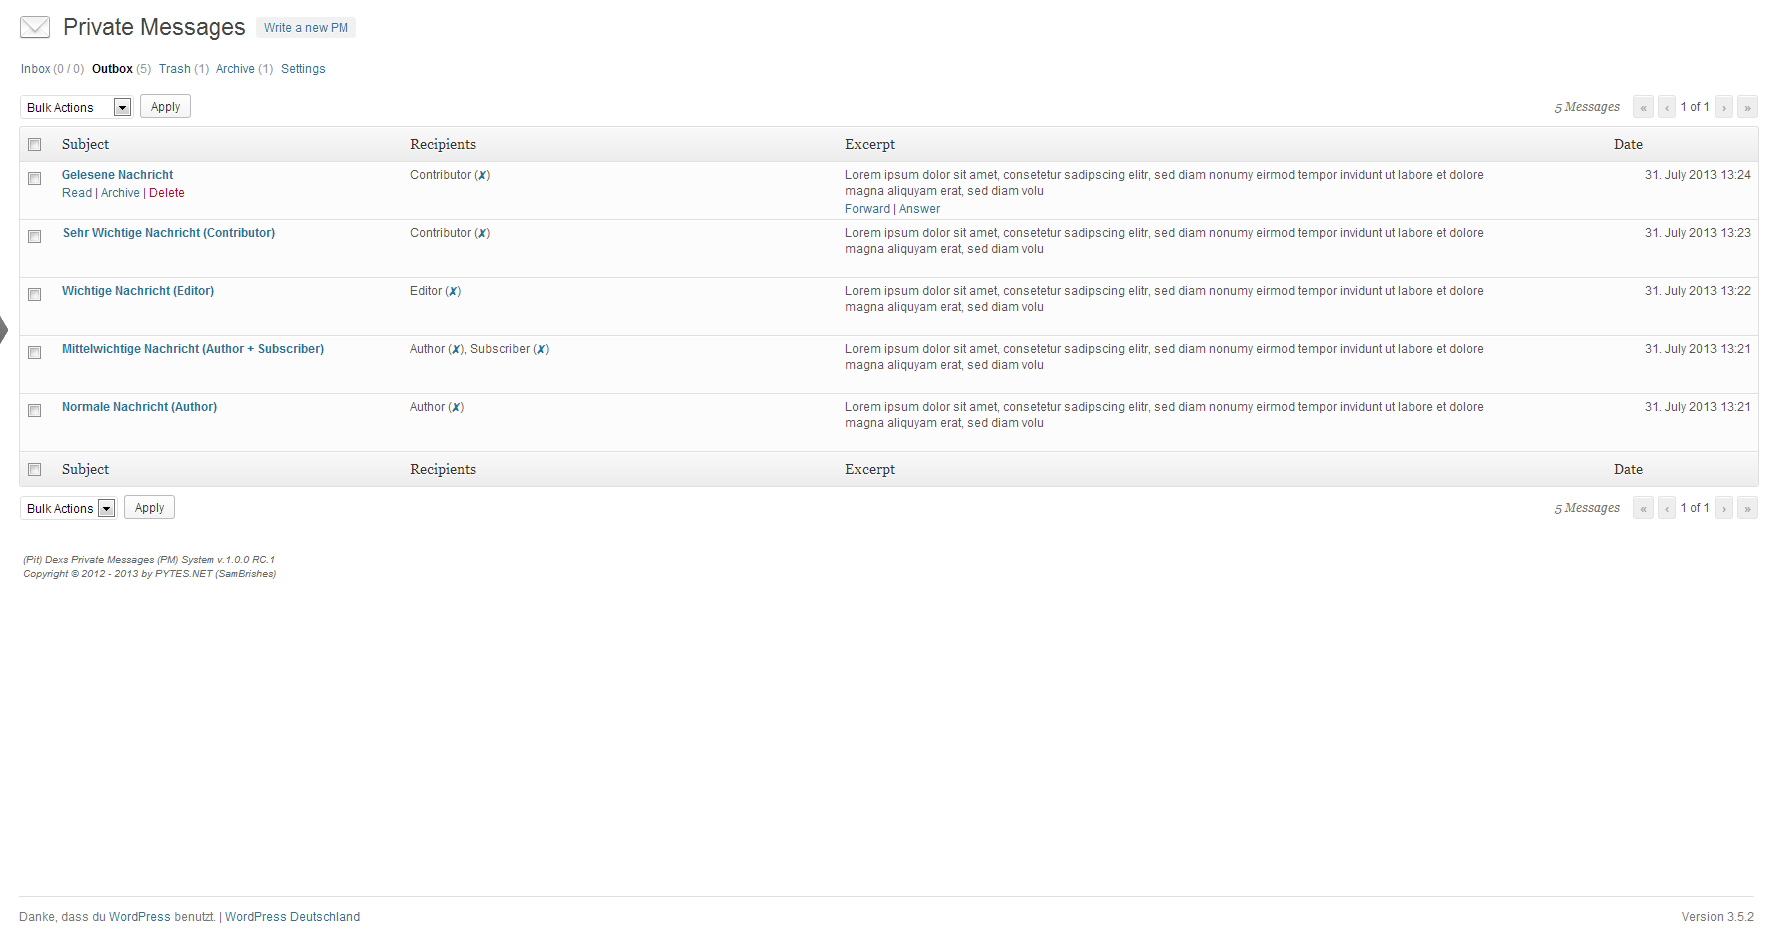 Private Messages Write a new PM
Inbox (0 / 0) Outbox (5) Trash (1) Archive (1) Settings
Bulk Actions Apply 5 Messages « ‹ 1 of 1 › »
Subject Recipients Excerpt Date
Gelesene Nachricht Contributor (✘) Lorem ipsum dolor sit amet, consetetur sadipscing elitr, sed diam nonumy eirmod tempor invidunt ut labore et dolore 31. July 2013 13:24
Read | Archive | Delete magna aliquyam erat, sed diam volu
Forward | Answer
Sehr Wichtige Nachricht (Contributor) Contributor (✘) Lorem ipsum dolor sit amet, consetetur sadipscing elitr, sed diam nonumy eirmod tempor invidunt ut labore et dolore 31. July 2013 13:23
magna aliquyam erat, sed diam volu
Wichtige Nachricht (Editor) Editor (✘) Lorem ipsum dolor sit amet, consetetur sadipscing elitr, sed diam nonumy eirmod tempor invidunt ut labore et dolore 31. July 2013 13:22
magna aliquyam erat, sed diam volu
Mittelwichtige Nachricht (Author + Subscriber) Author (✘), Subscriber (✘) Lorem ipsum dolor sit amet, consetetur sadipscing elitr, sed diam nonumy eirmod tempor invidunt ut labore et dolore 31. July 2013 13:21
magna aliquyam erat, sed diam volu
Normale Nachricht (Author) Author (✘) Lorem ipsum dolor sit amet, consetetur sadipscing elitr, sed diam nonumy eirmod tempor invidunt ut labore et dolore 31. July 2013 13:21
magna aliquyam erat, sed diam volu
Subject Recipients Excerpt Date
Bulk Actions Apply 5 Messages « ‹ 1 of 1 › »
(Pit) Dexs Private Messages (PM) System v.1.0.0 RC.1
Copyright © 2012 - 2013 by PYTES.NET (SamBrishes)
Danke, dass du WordPress benutzt. | WordPress Deutschland Version 3.5.2